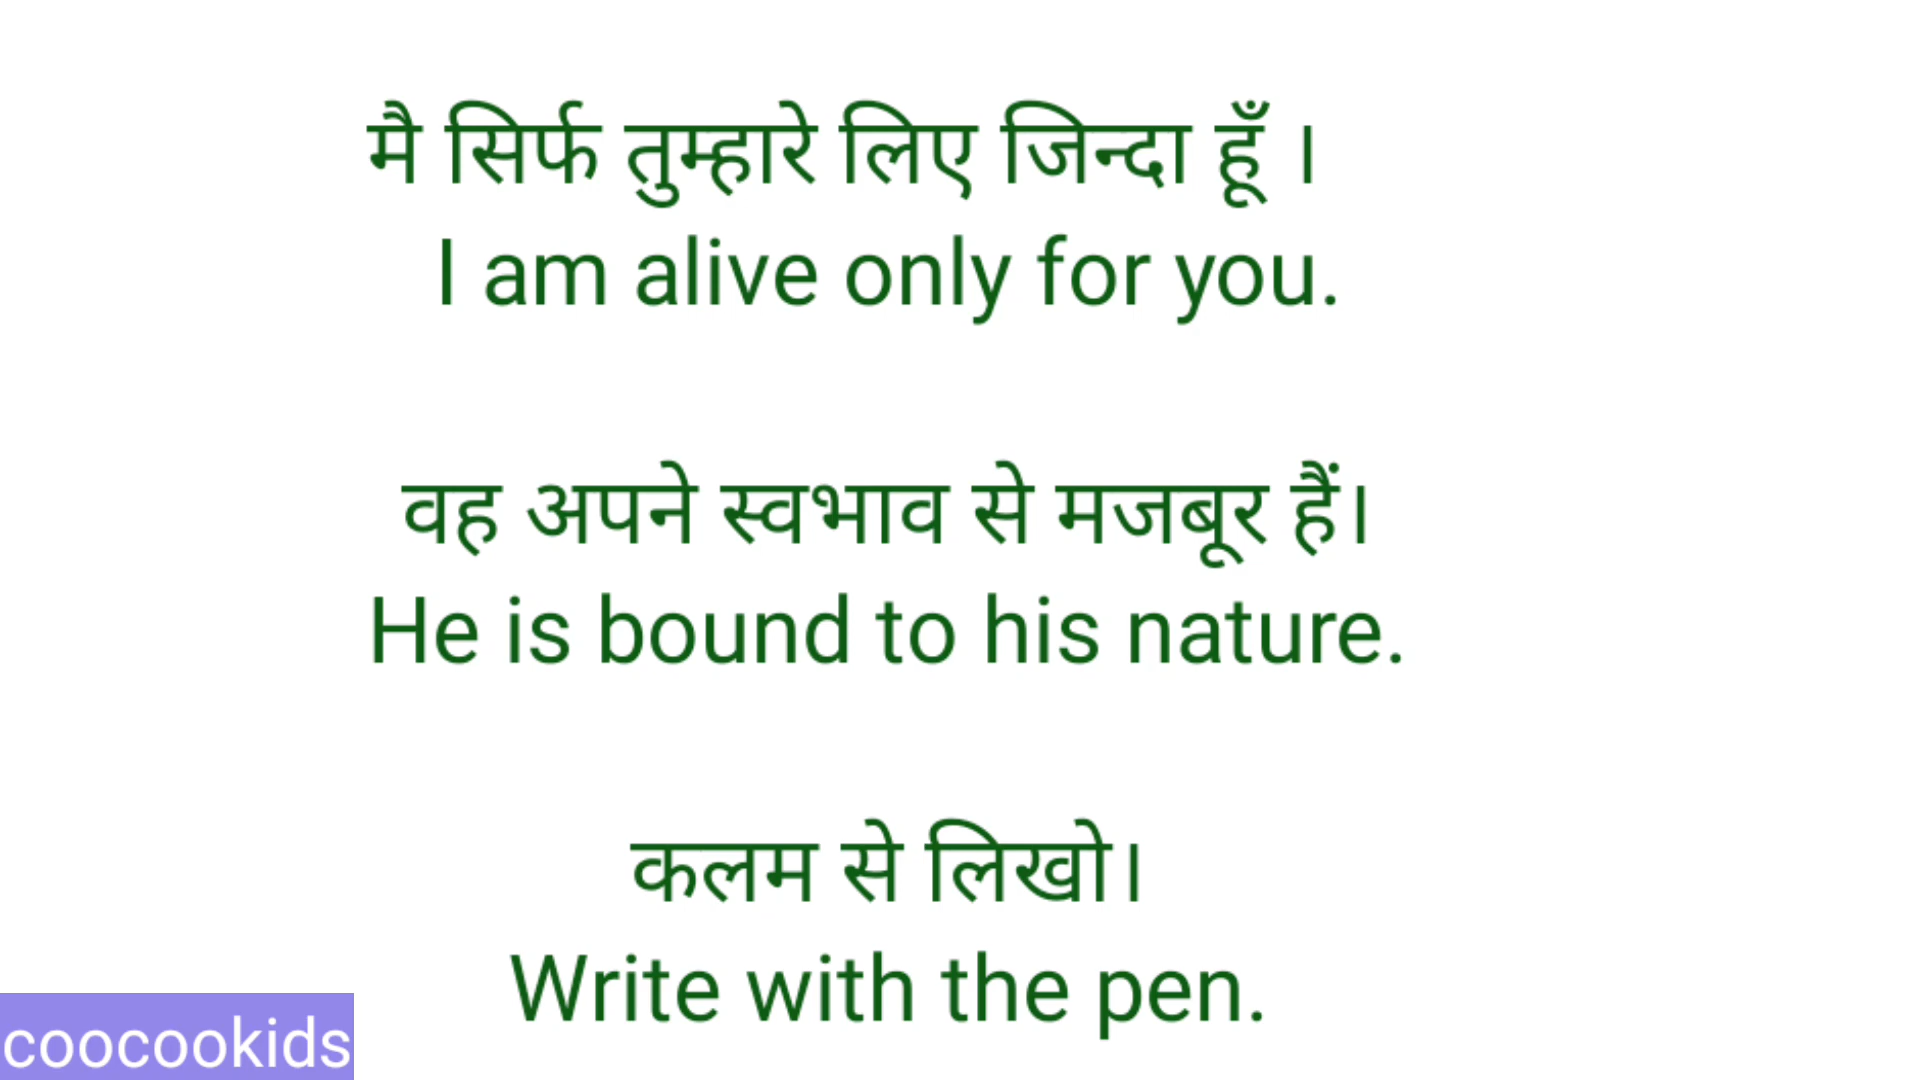 मै सिर्फ तुम्हारे लिए जिन्दा हूँ ।
I am alive only for you.
वह अपने स्वभाव से मजबूर हैं।
He is bound to his nature.
कलम से लिखो।
Write with the pen.
coocookids